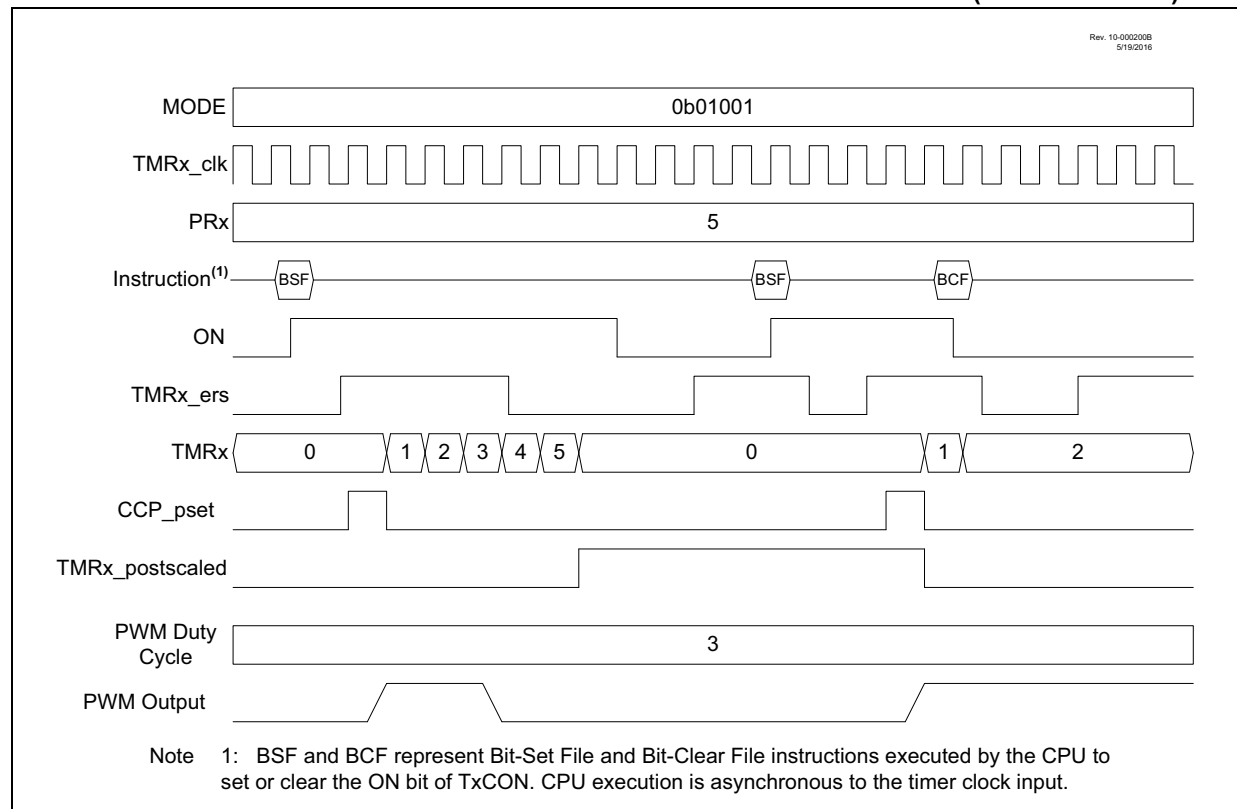 Rev. 10-000200B
5/19/2016
MODE 0b01001
TMRx_clk
PRx 5
Instruction(1) BSF BSF BCF
ON
TMRx_ers
TMRx 0 1 2 3 4 5 0 1 2
CCP_pset
TMRx_postscaled
PWM Duty
Cycle 3
PWM Output
Note 1: BSF and BCF represent Bit-Set File and Bit-Clear File instructions executed by the CPU to
set or clear the ON bit of TxCON. CPU execution is asynchronous to the timer clock input.